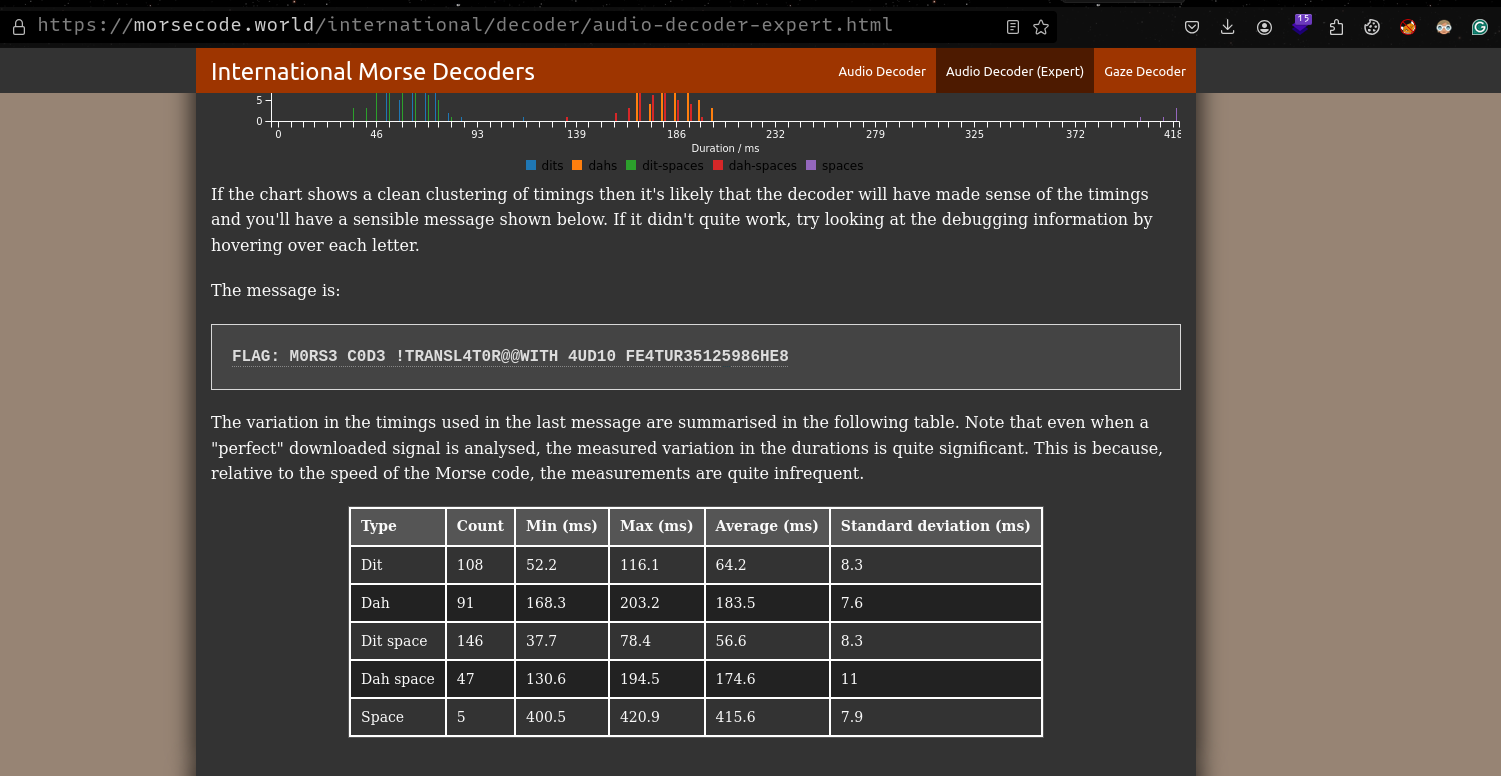 https://morsecode.world/international/decoder/audio-decoder-expert.html
15
International Morse Decoders
Audio Decoder
Audio Decoder (Expert)
Gaze Decoder
5
0
0 46 93 139 186 232 279 325 372 418
Duration / ms
dits dahs dit-spaces dah-spaces spaces
If the chart shows a clean clustering of timings then it's likely that the decoder will have made sense of the timings
and you'll have a sensible message shown below. If it didn't quite work, try looking at the debugging information by
hovering over each letter.
The message is:
FLAG: M0RS3 C0D3 !TRANSL4T0R@@WITH 4UD10 FE4TUR35125986HE8
The variation in the timings used in the last message are summarised in the following table. Note that even when a
"perfect" downloaded signal is analysed, the measured variation in the durations is quite significant. This is because,
relative to the speed of the Morse code, the measurements are quite infrequent.
Type Count Min (ms) Max (ms) Average (ms) Standard deviation (ms)
Dit 108 52.2 116.1 64.2 8.3
Dah 91 168.3 203.2 183.5 7.6
Dit space 146 37.7 78.4 56.6 8.3
Dah space 47 130.6 194.5 174.6 11
Space 5 400.5 420.9 415.6 7.9